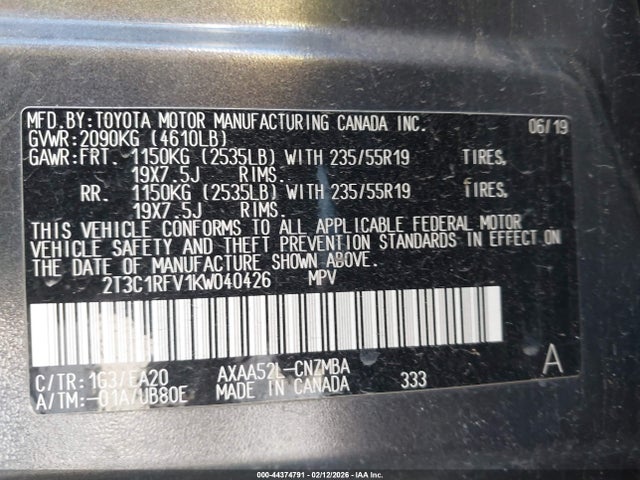 MFD.BY:TOYOTA MOTOR MANUFACTURING CANADA INC. 06/19
GVWR:2090KG (4610LB)
GAWR:FRT. 1150KG (2535LB) WITH 235/55R19 TIRES.
19X7.5J RIMS.
RR. 1150KG (2535LB) WITH 235/55R19 TIRES.
19X7.5J RIMS.
THIS VEHICLE CONFORMS TO ALL APPLICABLE FEDERAL MOTOR
VEHICLE SAFETY AND THEFT PREVENTION STANDARDS IN EFFECT ON
THE DATE OF MANUFACTURE SHOWN ABOVE.
2T3C1RFV1KW040426 MPV
C/TR:1G3/EA20 AXAA52L-CNZMBA A
A/TM:-01A/UB80E MADE IN CANADA 333
000-44374791 - 02/12/2026 - IAA Inc.